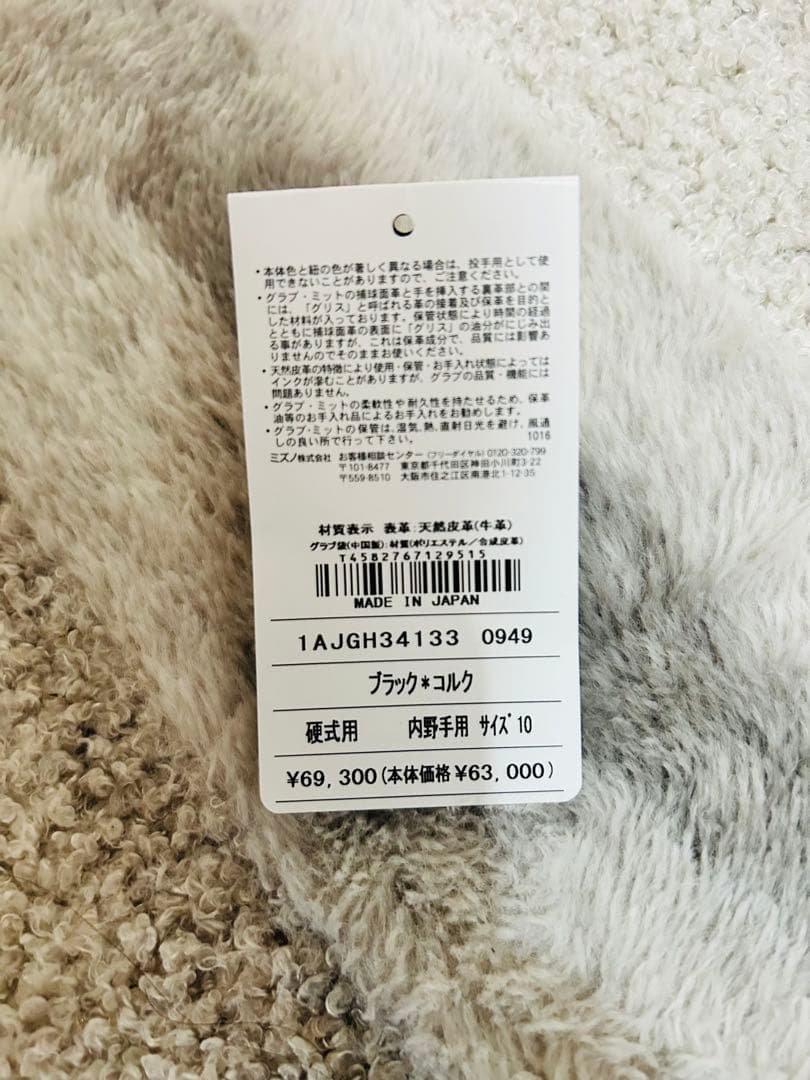 ・本体色と紐の色が著しく異なる場合は、投手用として使
用できないことがありますので、ご注意ください。
・グラブ・ミットの捕球面革と手を挿入する裏革部との間
には、「グリス」と呼ばれる革の接着及び保革を目的と
した材料が入っております。保管状態により時間の経過
とともに捕球面革の表面に「グリス」の油分がにじみ出
る事がありますが、これは保革成分で、品質には影響あ
りませんのでそのままお使いください。
・天然皮革の特徴により使用・保管・お手入れ状態によっては
インクが滲むことがありますが、グラブの品質・機能には
問題ありません。
・グラブ・ミットの柔軟性や耐久性を持たせるため、保革
油等のお手入れ品によるお手入れをお勧めします。
・グラブ・ミットの保管は、湿気、熱、直射日光を避け、風通
しの良い所で行って下さい。 1016
ミズノ株式会社 お客様相談センター (フリーダイヤル) 0120-320-799
〒101-8477 東京都千代田区神田小川町3-22
〒559-8510 大阪市住之江区南港北1-12-35
材質表示 表革:天然皮革(牛革)
グラブ袋(中国製):材質(ポリエステル/合成皮革)
T4582767129515
MADE IN JAPAN
1AJGH34133 0949
ブラック*コルク
硬式用 内野手用 サイズ10
¥69,300(本体価格¥63,000)